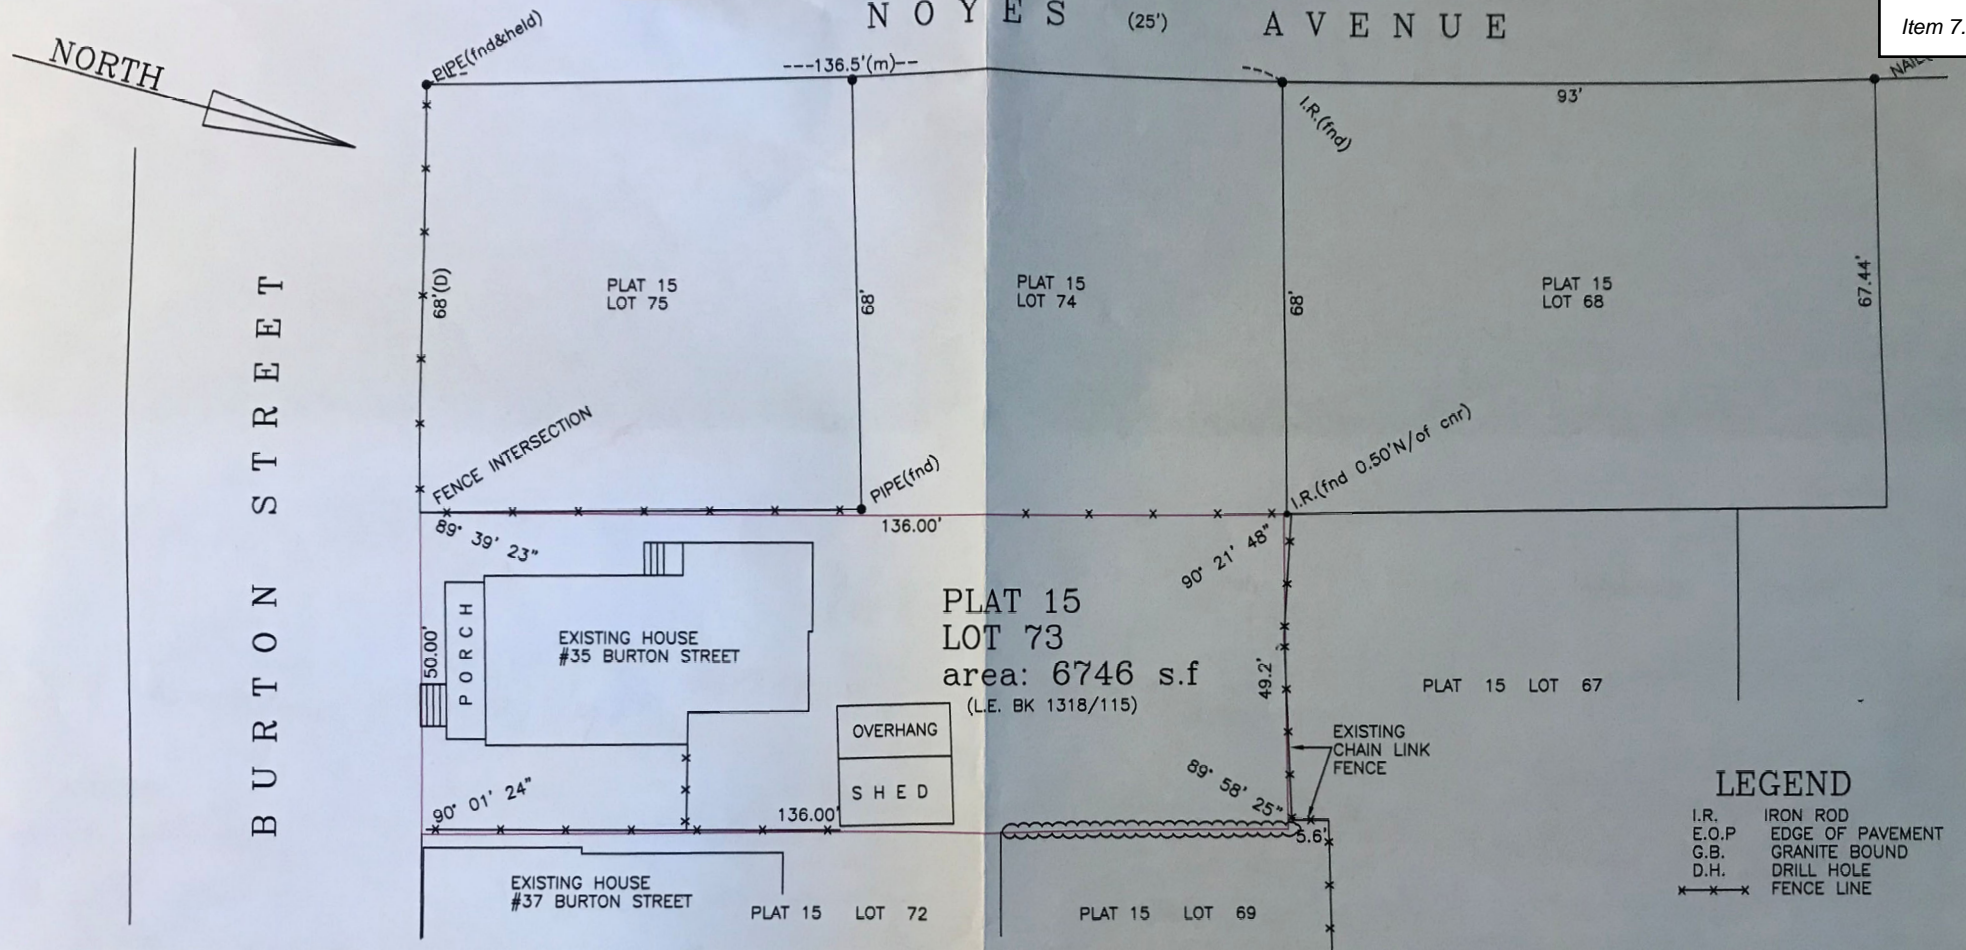 NOYES (25') AVENUE
Item 7.
NORTH
PIPE(fnd&held)
---136.5'(m)--
I.R.(fnd)
93'
BURTON STREET
68'(D)
PLAT 15
LOT 75
68'
PLAT 15
LOT 74
68'
PLAT 15
LOT 68
67.44'
FENCE INTERSECTION
PIPE(fnd)
I.R.(fnd 0.50'N/of cnr)
136.00'
89° 39' 23"
90° 21' 48"
PORCH
50.00'
EXISTING HOUSE
#35 BURTON STREET
PLAT 15
LOT 73
area: 6746 s.f
(L.E. BK 1318/115)
49.2'
PLAT 15 LOT 67
OVERHANG
SHED
EXISTING
CHAIN LINK
FENCE
90° 01' 24"
136.00'
89° 58' 25"
5.6'
EXISTING HOUSE
#37 BURTON STREET
PLAT 15 LOT 72
PLAT 15 LOT 69
LEGEND
I.R. IRON ROD
E.O.P EDGE OF PAVEMENT
G.B. GRANITE BOUND
D.H. DRILL HOLE
FENCE LINE